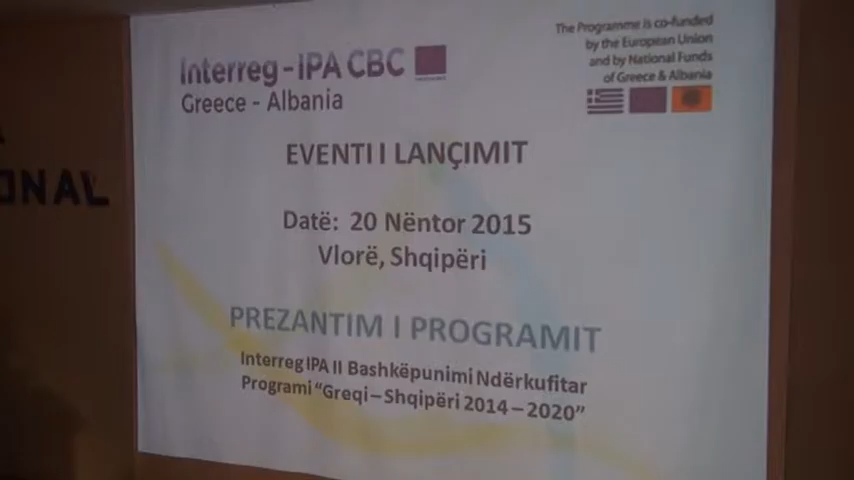 Interreg - IPA CBC
Greece - Albania
The Programme is co-funded
by the European Union
and by National Funds
of Greece & Albania
EVENTI I LANÇIMIT
Datë: 20 Nëntor 2015
Vlorë, Shqipëri
PREZANTIM I PROGRAMIT
Interreg IPA II Bashkëpunimi Ndërkufitar
Programi “Greqi – Shqipëri 2014 – 2020”